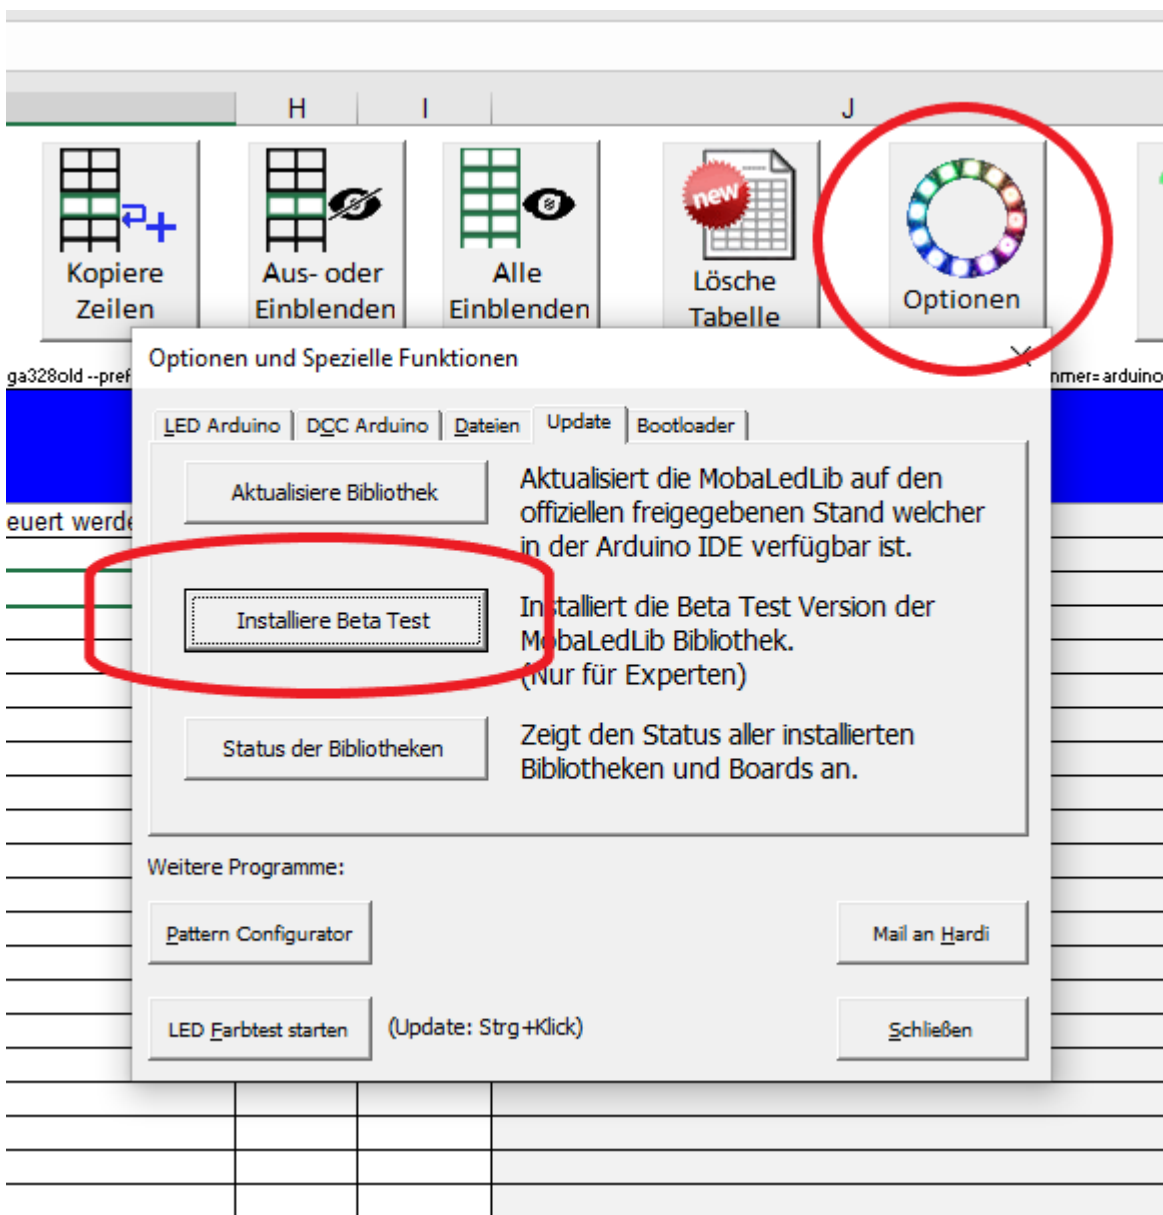 H I J
new
Kopiere
Zeilen
Aus- oder
Einblenden
Alle
Einblenden
Lösche
Tabelle
Optionen
ga328old --pref
nmer=arduino
euert werde
Optionen und Spezielle Funktionen
LED Arduino DCC Arduino Dateien Update Bootloader
Aktualisiere Bibliothek
Aktualisiert die MobaLedLib auf den
offiziellen freigegebenen Stand welcher
in der Arduino IDE verfügbar ist.
Installiere Beta Test
Installiert die Beta Test Version der
MobaLedLib Bibliothek.
(Nur für Experten)
Status der Bibliotheken
Zeigt den Status aller installierten
Bibliotheken und Boards an.
Weitere Programme:
Pattern Configurator
Mail an Hardi
LED Farbtest starten
(Update: Strg+Klick)
Schließen